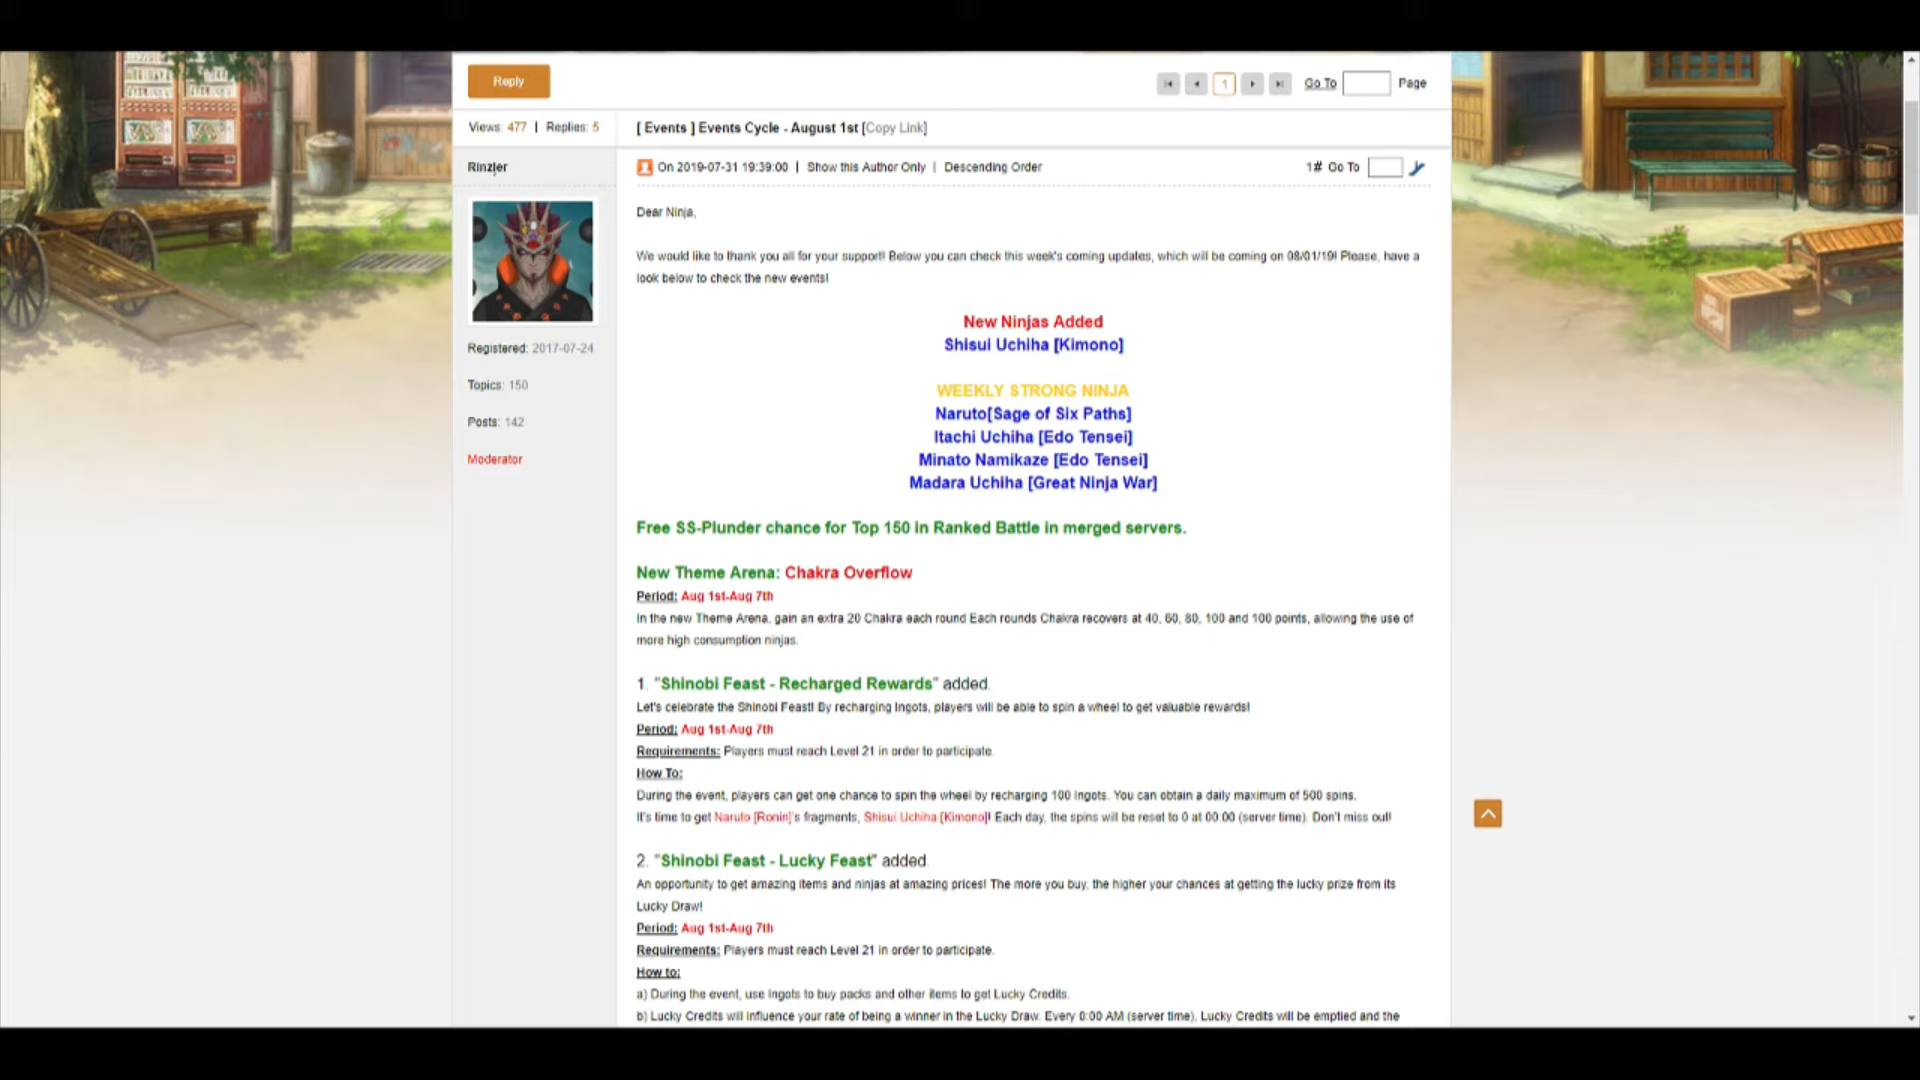 Reply
1
Go To
Page
Views: 477 | Replies: 5
[ Events ] Events Cycle - August 1st [Copy Link]
Rinzler
On 2019-07-31 19:39:00 | Show this Author Only | Descending Order
1# Go To
Dear Ninja,
We would like to thank you all for your support! Below you can check this week's coming updates, which will be coming on 08/01/19! Please, have a
look below to check the new events!
New Ninjas Added
Shisui Uchiha [Kimono]
Registered: 2017-07-24
Topics: 150
WEEKLY STRONG NINJA
Naruto[Sage of Six Paths]
Posts: 142
Itachi Uchiha [Edo Tensei]
Minato Namikaze [Edo Tensei]
Moderator
Madara Uchiha [Great Ninja War]
Free SS-Plunder chance for Top 150 in Ranked Battle in merged servers.
New Theme Arena: Chakra Overflow
Period: Aug 1st-Aug 7th
In the new Theme Arena, gain an extra 20 Chakra each round Each rounds Chakra recovers at 40, 60, 80, 100 and 100 points, allowing the use of
more high consumption ninjas.
1. "Shinobi Feast - Recharged Rewards" added.
Let's celebrate the Shinobi Feast! By recharging Ingots, players will be able to spin a wheel to get valuable rewards!
Period: Aug 1st-Aug 7th
Requirements: Players must reach Level 21 in order to participate.
How To:
During the event, players can get one chance to spin the wheel by recharging 100 Ingots. You can obtain a daily maximum of 500 spins.
It's time to get Naruto [Ronin]'s fragments, Shisui Uchiha [Kimono]! Each day, the spins will be reset to 0 at 00:00 (server time). Don't miss out!
2. "Shinobi Feast - Lucky Feast" added.
An opportunity to get amazing items and ninjas at amazing prices! The more you buy, the higher your chances at getting the lucky prize from its
Lucky Draw!
Period: Aug 1st-Aug 7th
Requirements: Players must reach Level 21 in order to participate.
How to:
a) During the event, use Ingots to buy packs and other items to get Lucky Credits.
b) Lucky Credits will influence your rate of being a winner in the Lucky Draw. Every 0:00 AM (server time), Lucky Credits will be emptied and the